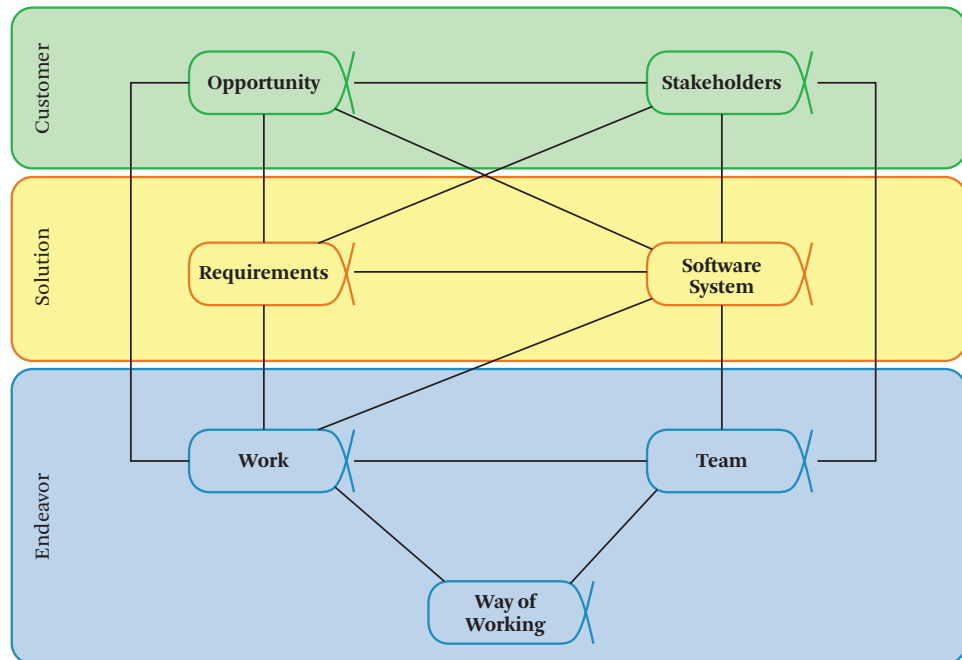 Customer
Opportunity
Stakeholders
Solution
Requirements
Software
System
Endeavor
Work
Team
Way of
Working